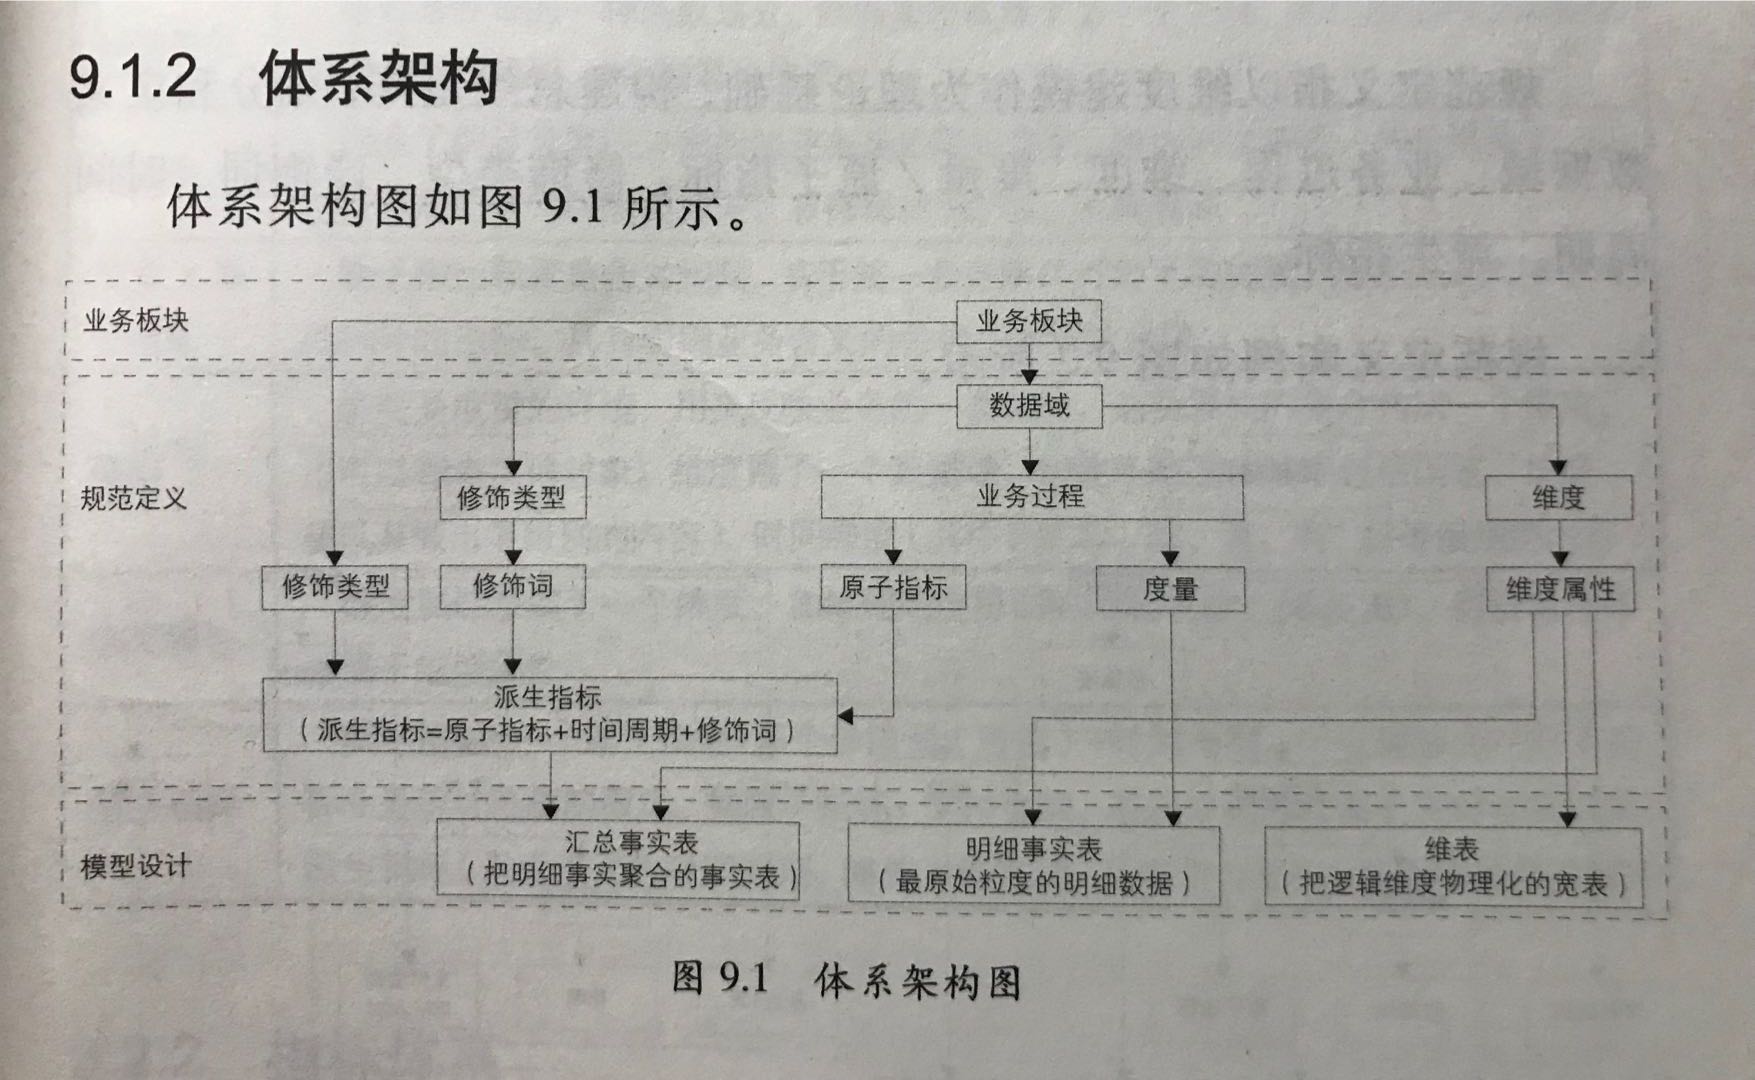 9.1.2 体系架构
体系架构图如图 9.1 所示。
业务板块
业务板块
数据域
规范定义
修饰类型
业务过程
维度
修饰类型
修饰词
原子指标
度量
维度属性
派生指标
（派生指标=原子指标+时间周期+修饰词）
模型设计
汇总事实表
（把明细事实聚合的事实表）
明细事实表
（最原始粒度的明细数据）
维表
（把逻辑维度物理化的宽表）
图 9.1 体系架构图